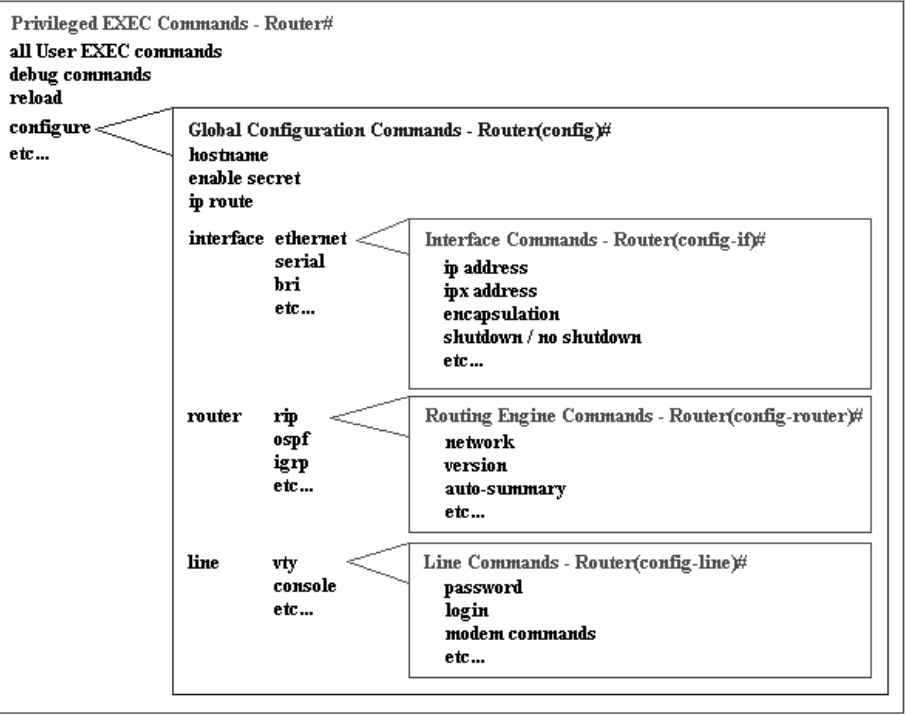 Privileged EXEC Commands - Router#
all User EXEC commands
debug commands
reload
configure
etc...
Global Configuration Commands - Router(config)#
hostname
enable secret
ip route
interface ethernet
serial
bri
etc...
Interface Commands - Router(config-if)#
ip address
ipx address
encapsulation
shutdown / no shutdown
etc...
router rip
ospf
igrp
etc...
Routing Engine Commands - Router(config-router)#
network
version
auto-summary
etc...
line vty
console
etc...
Line Commands - Router(config-line)#
password
login
modem commands
etc...